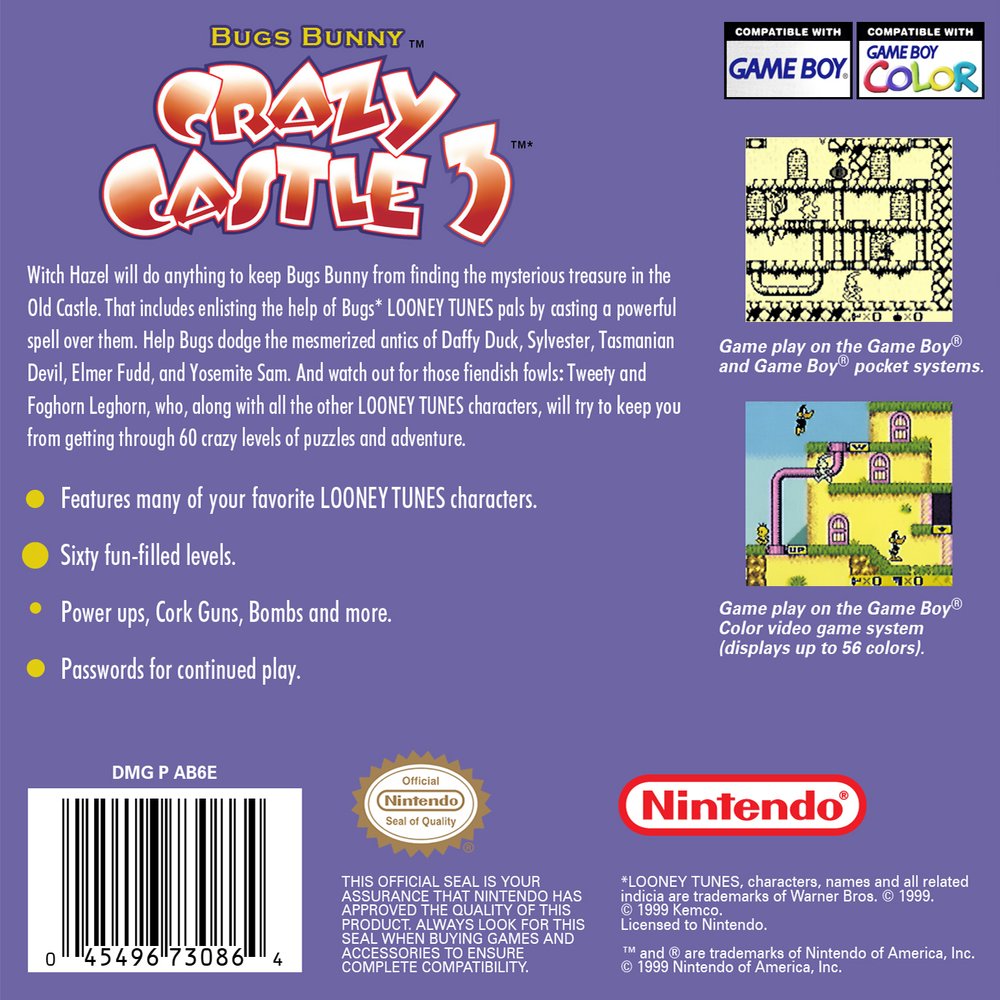 BUGS BUNNY ™
CRAZY
CASTLE 3 ™*
COMPATIBLE WITH
GAME BOY®
COMPATIBLE WITH
GAME BOY
COLOR
Witch Hazel will do anything to keep Bugs Bunny from finding the mysterious treasure in the
Old Castle. That includes enlisting the help of Bugs* LOONEY TUNES pals by casting a powerful
spell over them. Help Bugs dodge the mesmerized antics of Daffy Duck, Sylvester, Tasmanian
Devil, Elmer Fudd, and Yosemite Sam. And watch out for those fiendish fowls: Tweety and
Foghorn Leghorn, who, along with all the other LOONEY TUNES characters, will try to keep you
from getting through 60 crazy levels of puzzles and adventure.
Features many of your favorite LOONEY TUNES characters.
Sixty fun-filled levels.
Power ups, Cork Guns, Bombs and more.
Passwords for continued play.
×0 ×0
Game play on the Game Boy®
and Game Boy® pocket systems.
W
UP
×0 ×0
Game play on the Game Boy®
Color video game system
(displays up to 56 colors).
DMG P AB6E
0 45496 73086 4
Official
Nintendo
Seal of Quality
®
THIS OFFICIAL SEAL IS YOUR
ASSURANCE THAT NINTENDO HAS
APPROVED THE QUALITY OF THIS
PRODUCT. ALWAYS LOOK FOR THIS
SEAL WHEN BUYING GAMES AND
ACCESSORIES TO ENSURE
COMPLETE COMPATIBILITY.
Nintendo®
*LOONEY TUNES, characters, names and all related
indicia are trademarks of Warner Bros. © 1999.
© 1999 Kemco.
Licensed to Nintendo.
™ and ® are trademarks of Nintendo of America, Inc.
© 1999 Nintendo of America, Inc.